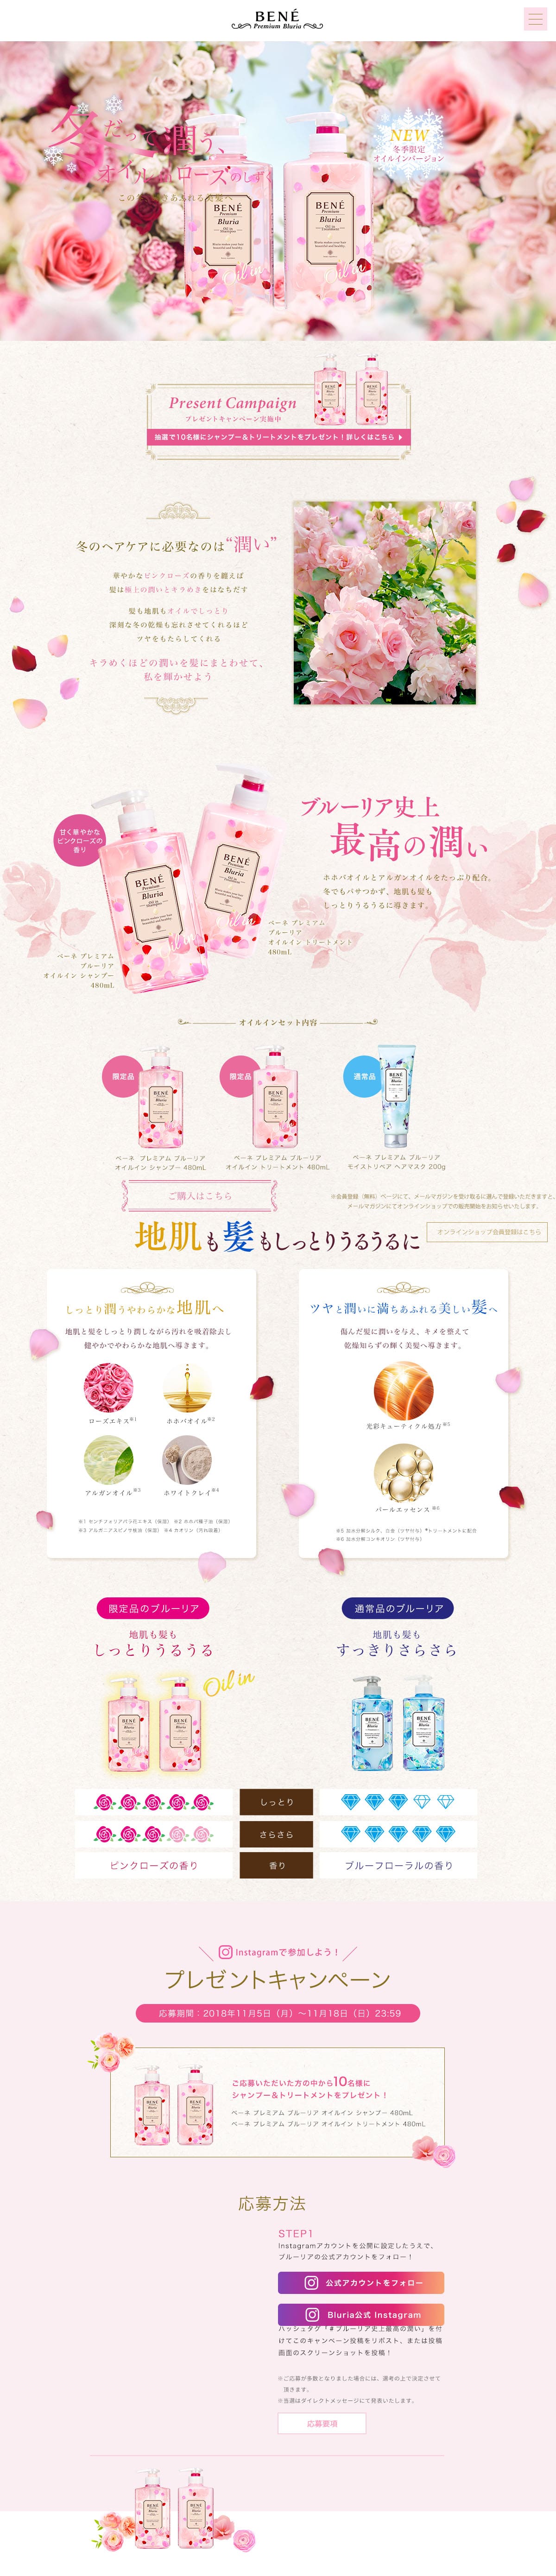 BENÉ
Premium Bluria
冬だって潤う、
オイルinローズのしずく
NEW
冬季限定
オイルインバージョン
BENÉ
Premium
Bluria
Oil in
BENÉ
Premium
Bluria
Oil in
Present Campaign
プレゼントキャンペーン実施中
抽選で10名様にシャンプー&トリートメントをプレゼント！詳しくはこちら
冬のヘアケアに必要なのは“潤い”
華やかなピンクローズの香りを纏えば
髪は極上の潤いとキラめきをはなちだす
髪も地肌もオイルでしっとり
深刻な冬の乾燥も忘れさせてくれるほど
ツヤをもたらしてくれる
キラめくほどの潤いを髪にまとわせて、
私を輝かせよう
甘く華やかな
ピンクローズの
香り
ブルーリア史上
最高の潤い
ホホバオイルとアルガンオイルをたっぷり配合。
冬でもパサつかず、地肌も髪も
しっとりうるうるに導きます。
ベーネ プレミアム
ブルーリア
オイルイン トリートメント
480mL
ベーネ プレミアム
ブルーリア
オイルイン シャンプー
480mL
オイルインセット内容
限定品
限定品
通常品
ベーネ プレミアム ブルーリア
オイルイン シャンプー 480mL
ベーネ プレミアム ブルーリア
オイルイン トリートメント 480mL
ベーネ プレミアム ブルーリア
モイストリペア ヘアマスク 200g
ご購入はこちら
※会員登録（無料）ページにて、メールマガジンを受け取るに選んで登録いただきますと、
メールマガジンにてオンラインショップでの販売開始をお知らせいたします。
オンラインショップ会員登録はこちら
地肌も髪もしっとりうるうるに
しっとり潤うやわらかな地肌へ
地肌と髪をしっとり潤しながら汚れを吸着除去し
健やかでやわらかな地肌へ導きます。
ローズエキス※1
ホホバオイル※2
アルガンオイル※3
ホワイトクレイ※4
※1 センチフォリアバラ花エキス（保湿） ※2 ホホバ種子油（保湿）
※3 アルガニアスピノサ核油（保湿） ※4 カオリン（汚れ吸着）
ツヤと潤いに満ちあふれる美しい髪へ
傷んだ髪に潤いを与え、キメを整えて
乾燥知らずの輝く美髪へ導きます。
光彩キューティクル処方※5
パールエッセンス※6
※6 加水分解コンキオリン（ツヤ付与）
限定品のブルーリア
地肌も髪も
しっとりうるうる
Oil in
通常品のブルーリア
地肌も髪も
すっきりさらさら
しっとり
さらさら
ピンクローズの香り
香り
ブルーフローラルの香り
Instagramで参加しよう！
プレゼントキャンペーン
応募期間：2018年11月5日（月）〜11月18日（日）23:59
ご応募いただいた方の中から10名様に
シャンプー&トリートメントをプレゼント！
ベーネ プレミアム ブルーリア オイルイン シャンプー 480mL
ベーネ プレミアム ブルーリア オイルイン トリートメント 480mL
応募方法
STEP1
Instagramアカウントを公開に設定したうえで、
ブルーリアの公式アカウントをフォロー！
公式アカウントをフォロー
Bluria公式 Instagram
ハッシュタグ「#ブルーリア史上最高の潤い」を付
けてこのキャンペーン投稿をリポスト、または投稿
画面のスクリーンショットを投稿！
※ご応募が多数となりました場合には、選考の上で決定させて
頂きます。
※当選はダイレクトメッセージにて発表いたします。
応募要項